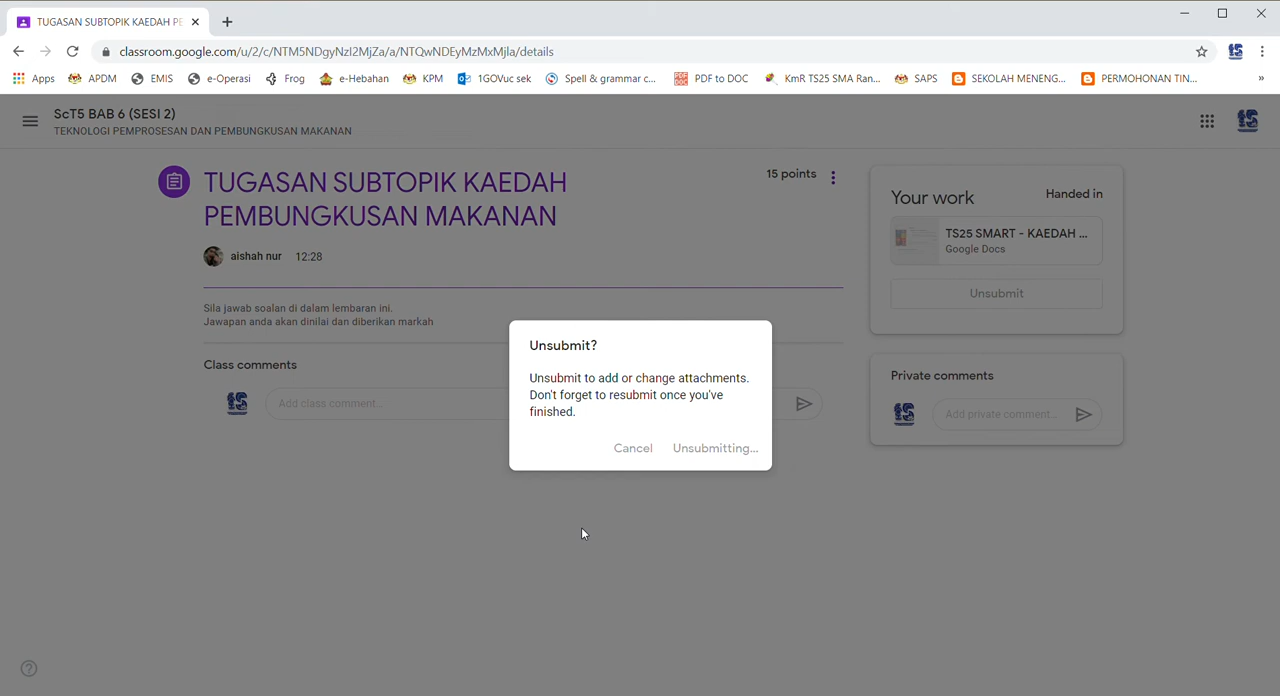 TUGASAN SUBTOPIK KAEDAH PE
classroom.google.com/u/2/c/NTM5NDgyNzI2MjZa/a/NTQwNDEyMzMxMjIa/details
Apps APDM EMIS e-Operasi Frog e-Hebahan KPM 1GOVuc sek Spell & grammar c... PDF to DOC KmR TS25 SMA Ran... SAPS SEKOLAH MENENG... PERMOHONAN TIN... »
ScT5 BAB 6 (SESI 2)
TEKNOLOGI PEMPROSESAN DAN PEMBUNGKUSAN MAKANAN
TUGASAN SUBTOPIK KAEDAH
PEMBUNGKUSAN MAKANAN
15 points
aishah nur 12:28
Sila jawab soalan di dalam lembaran ini.
Jawapan anda akan dinilai dan diberikan markah
Class comments
Add class comment...
Your work Handed in
TS25 SMART - KAEDAH ...
Google Docs
Unsubmit
Private comments
Add private comment...
Unsubmit?
Unsubmit to add or change attachments.
Don't forget to resubmit once you've
finished.
Cancel Unsubmitting...